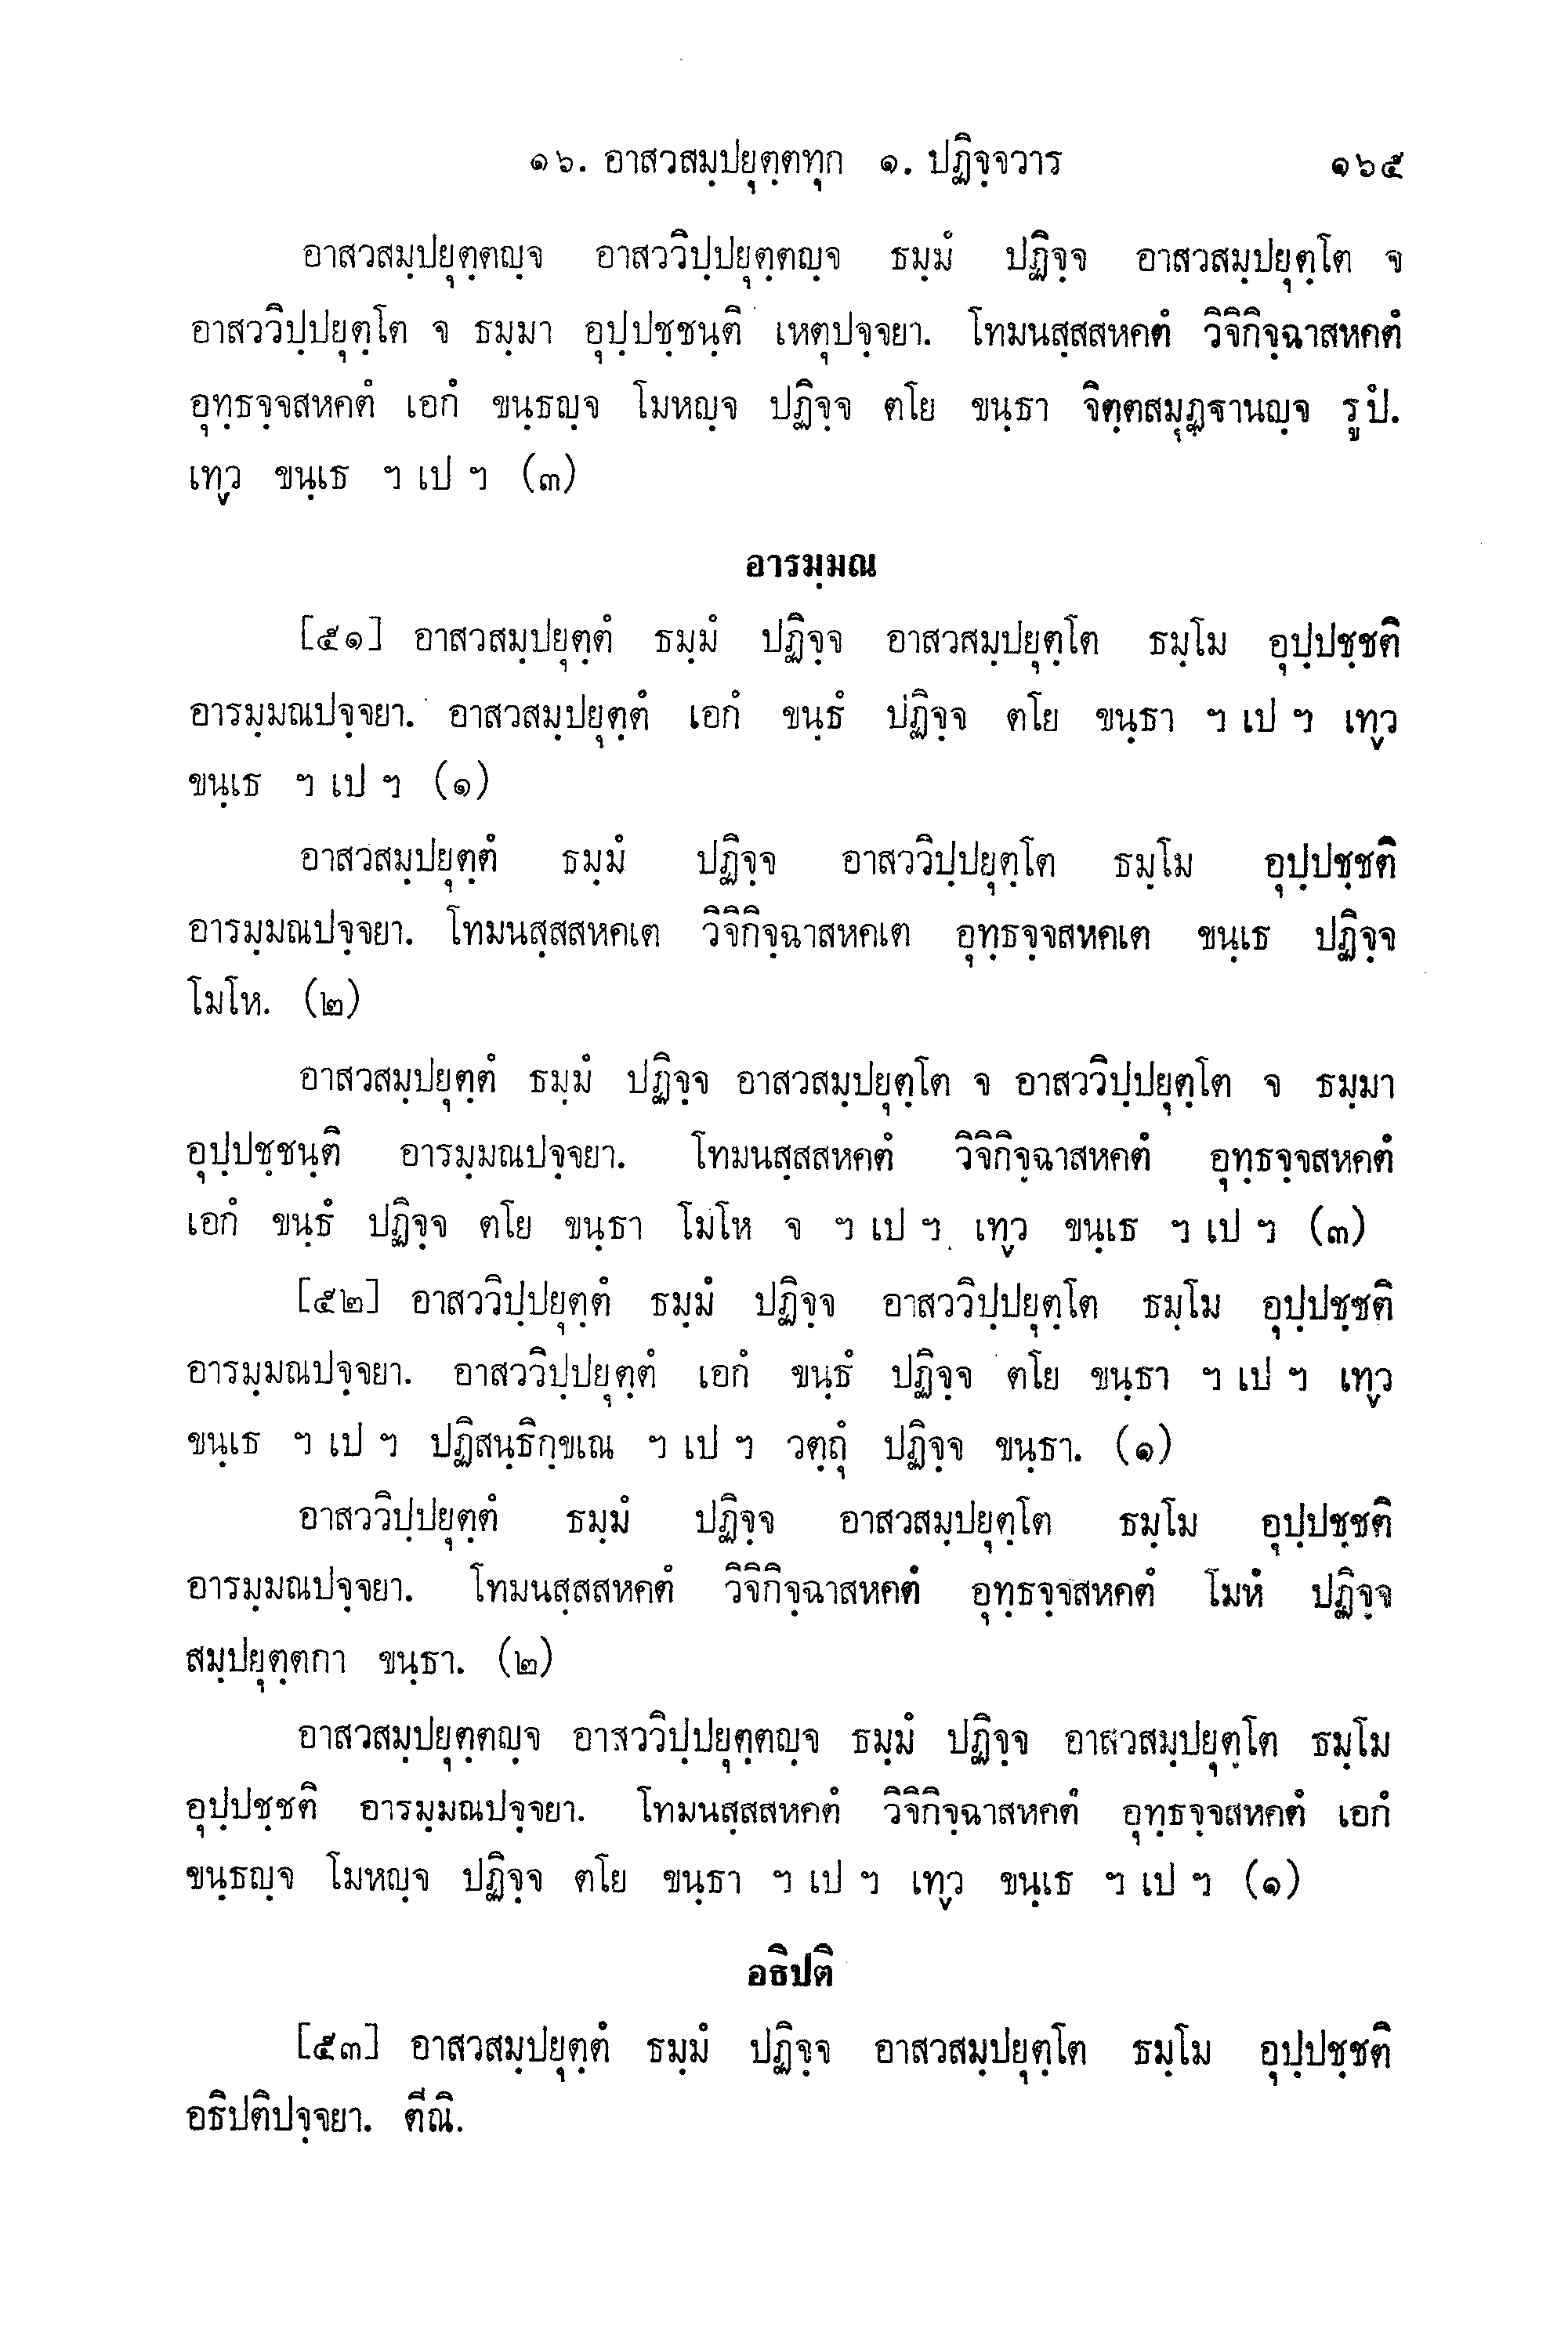 ๑๖. อาสวสมฺปยุตฺตทุก ๑. ปฏิจฺจวาร ๑๖๕
อาสวสมฺปยุตฺตญฺจ อาสววิปฺปยุตฺตญฺจ ธมฺมํ ปฏิจฺจ อาสวสมฺปยุตฺโต จ
อาสววิปฺปยุตฺโต จ ธมฺมา อุปฺปชฺชนฺติ เหตุปจฺจยา. โทมนสฺสสหคตํ วิจิกิจฺฉาสหคตํ
อุทฺธจฺจสหคตํ เอกํ ขนฺธญฺจ โมหญฺจ ปฏิจฺจ ตโย ขนฺธา จิตฺตสมุฏฺฐานญฺจ รูปํ.
เทฺว ขนฺเธ ฯ เป ฯ (๓)
อารมฺมณ
[๕๑] อาสวสมฺปยุตฺตํ ธมฺมํ ปฏิจฺจ อาสวสมฺปยุตฺโต ธมฺโม อุปฺปชฺชติ
อารมฺมณปจฺจยา. อาสวสมฺปยุตฺตํ เอกํ ขนฺธํ ปฏิจฺจ ตโย ขนฺธา ฯ เป ฯ เทฺว
ขนฺเธ ฯ เป ฯ (๑)
อาสวสมฺปยุตฺตํ ธมฺมํ ปฏิจฺจ อาสววิปฺปยุตฺโต ธมฺโม อุปฺปชฺชติ
อารมฺมณปจฺจยา. โทมนสฺสสหคเต วิจิกิจฺฉาสหคเต อุทฺธจฺจสหคเต ขนฺเธ ปฏิจฺจ
โมโห. (๒)
อาสวสมฺปยุตฺตํ ธมฺมํ ปฏิจฺจ อาสวสมฺปยุตฺโต จ อาสววิปฺปยุตฺโต จ ธมฺมา
อุปฺปชฺชนฺติ อารมฺมณปจฺจยา. โทมนสฺสสหคตํ วิจิกิจฺฉาสหคตํ อุทฺธจฺจสหคตํ
เอกํ ขนฺธํ ปฏิจฺจ ตโย ขนฺธา โมโห จ ฯ เป ฯ เทฺว ขนฺเธ ฯ เป ฯ (๓)
[๕๒] อาสววิปฺปยุตฺตํ ธมฺมํ ปฏิจฺจ อาสววิปฺปยุตฺโต ธมฺโม อุปฺปชฺชติ
อารมฺมณปจฺจยา. อาสววิปฺปยุตฺตํ เอกํ ขนฺธํ ปฏิจฺจ ตโย ขนฺธา ฯ เป ฯ เทฺว
ขนฺเธ ฯ เป ฯ ปฏิสนฺธิกฺขเณ ฯ เป ฯ วตฺถุํ ปฏิจฺจ ขนฺธา. (๑)
อาสววิปฺปยุตฺตํ ธมฺมํ ปฏิจฺจ อาสวสมฺปยุตฺโต ธมฺโม อุปฺปชฺชติ
อารมฺมณปจฺจยา. โทมนสฺสสหคตํ วิจิกิจฺฉาสหคตํ อุทฺธจฺจสหคตํ โมหํ ปฏิจฺจ
สมฺปยุตฺตกา ขนฺธา. (๒)
อาสวสมฺปยุตฺตญฺจ อาสววิปฺปยุตฺตญฺจ ธมฺมํ ปฏิจฺจ อาสวสมฺปยุตฺโต ธมฺโม
อุปฺปชฺชติ อารมฺมณปจฺจยา. โทมนสฺสสหคตํ วิจิกิจฺฉาสหคตํ อุทฺธจฺจสหคตํ เอกํ
ขนฺธญฺจ โมหญฺจ ปฏิจฺจ ตโย ขนฺธา ฯ เป ฯ เทฺว ขนฺเธ ฯ เป ฯ (๑)
อธิปติ
[๕๓] อาสวสมฺปยุตฺตํ ธมฺมํ ปฏิจฺจ อาสวสมฺปยุตฺโต ธมฺโม อุปฺปชฺชติ
อธิปติปจฺจยา. ตีณิ.